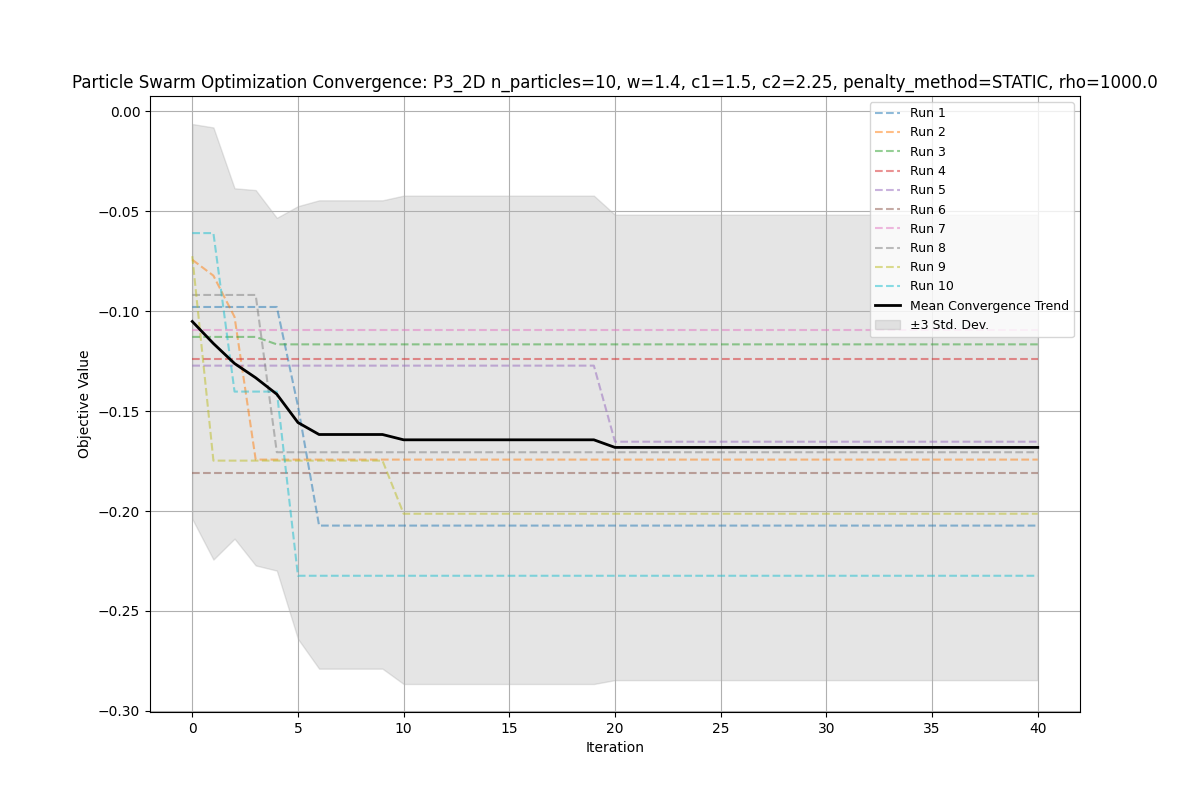 Particle Swarm Optimization Convergence: P3_2D n_particles=10, w=1.4, c1=1.5, c2=2.25, penalty_method=STATIC, rho=1000.0
0.00
−0.05
−0.10
−0.15
−0.20
−0.25
−0.30
Objective Value
Run 1
Run 2
Run 3
Run 4
Run 5
Run 6
Run 7
Run 8
Run 9
Run 10
Mean Convergence Trend
±3 Std. Dev.
0 5 10 15 20 25 30 35 40
Iteration